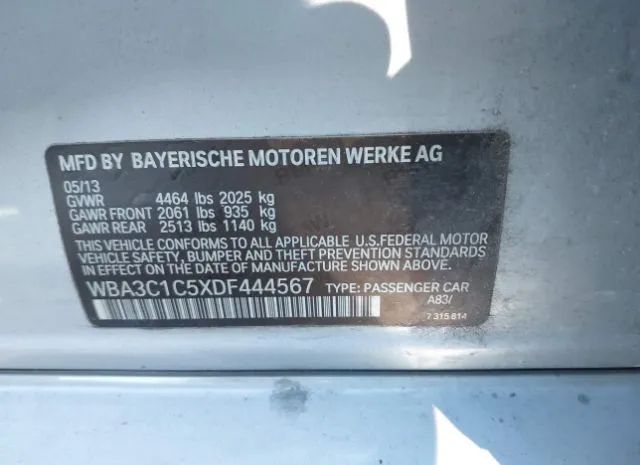 MFD BY BAYERISCHE MOTOREN WERKE AG
05/13
GVWR 4464 lbs 2025 kg
GAWR FRONT 2061 lbs 935 kg
GAWR REAR 2513 lbs 1140 kg
THIS VEHICLE CONFORMS TO ALL APPLICABLE U.S.FEDERAL MOTOR
VEHICLE SAFETY, BUMPER AND THEFT PREVENTION STANDARDS
IN EFFECT ON THE DATE OF MANUFACTURE SHOWN ABOVE.
WBA3C1C5XDF444567 TYPE: PASSENGER CAR
A83/
7 315 814